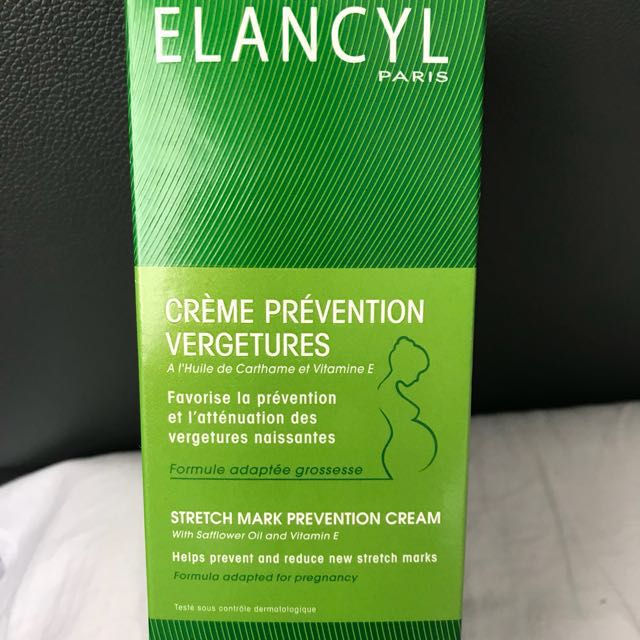 ELANCYL
PARIS
CRÈME PRÉVENTION
VERGETURES
A l'Huile de Carthame et Vitamine E
Favorise la prévention
et l'atténuation des
vergetures naissantes
Formule adaptée grossesse
STRETCH MARK PREVENTION CREAM
With Safflower Oil and Vitamin E
Helps prevent and reduce new stretch marks
Formula adapted for pregnancy
Testé sous contrôle dermatologique